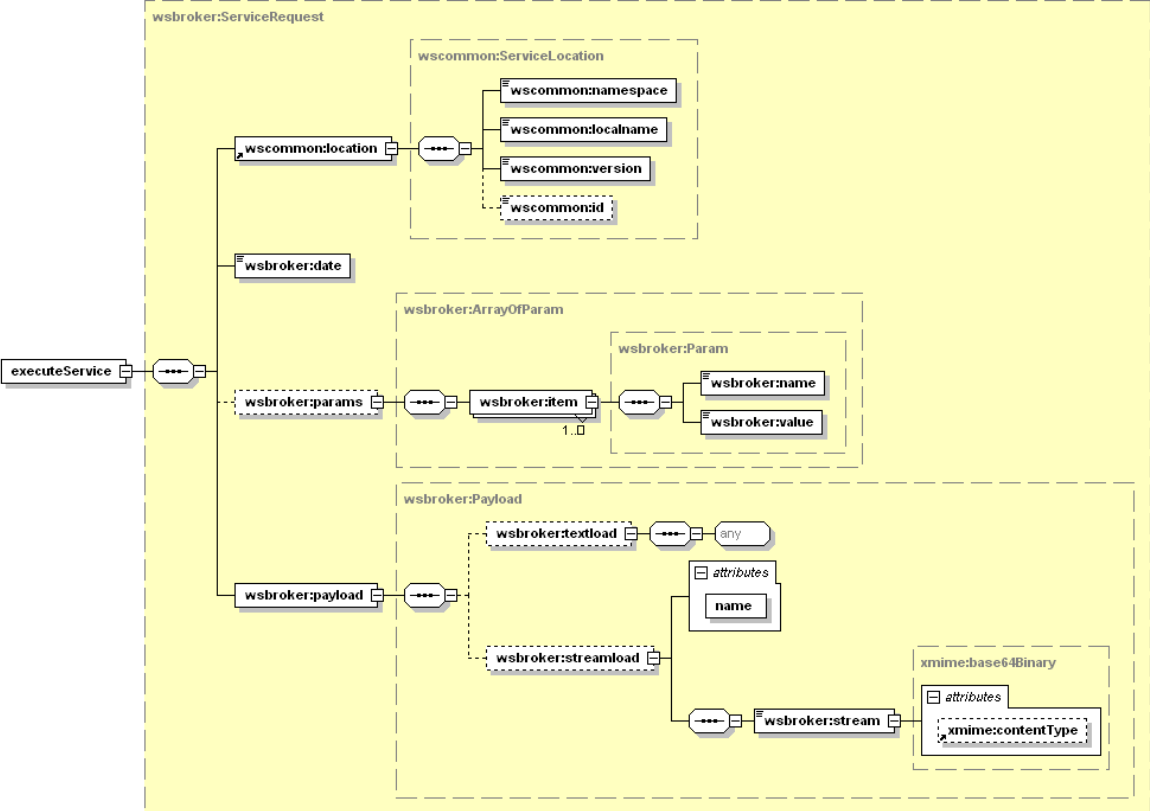 wsbroker:ServiceRequest
wscommon:ServiceLocation
wscommon:namespace
wscommon:localname
wscommon:location
wscommon:version
wscommon:id
wsbroker:date
wsbroker:ArrayOfParam
wsbroker:Param
executeService
wsbroker:name
wsbroker:params
wsbroker:item
wsbroker:value
1..
wsbroker:Payload
wsbroker:textload
any
attributes
wsbroker:payload
name
wsbroker:streamload
xmime:base64Binary
attributes
wsbroker:stream
xmime:contentType